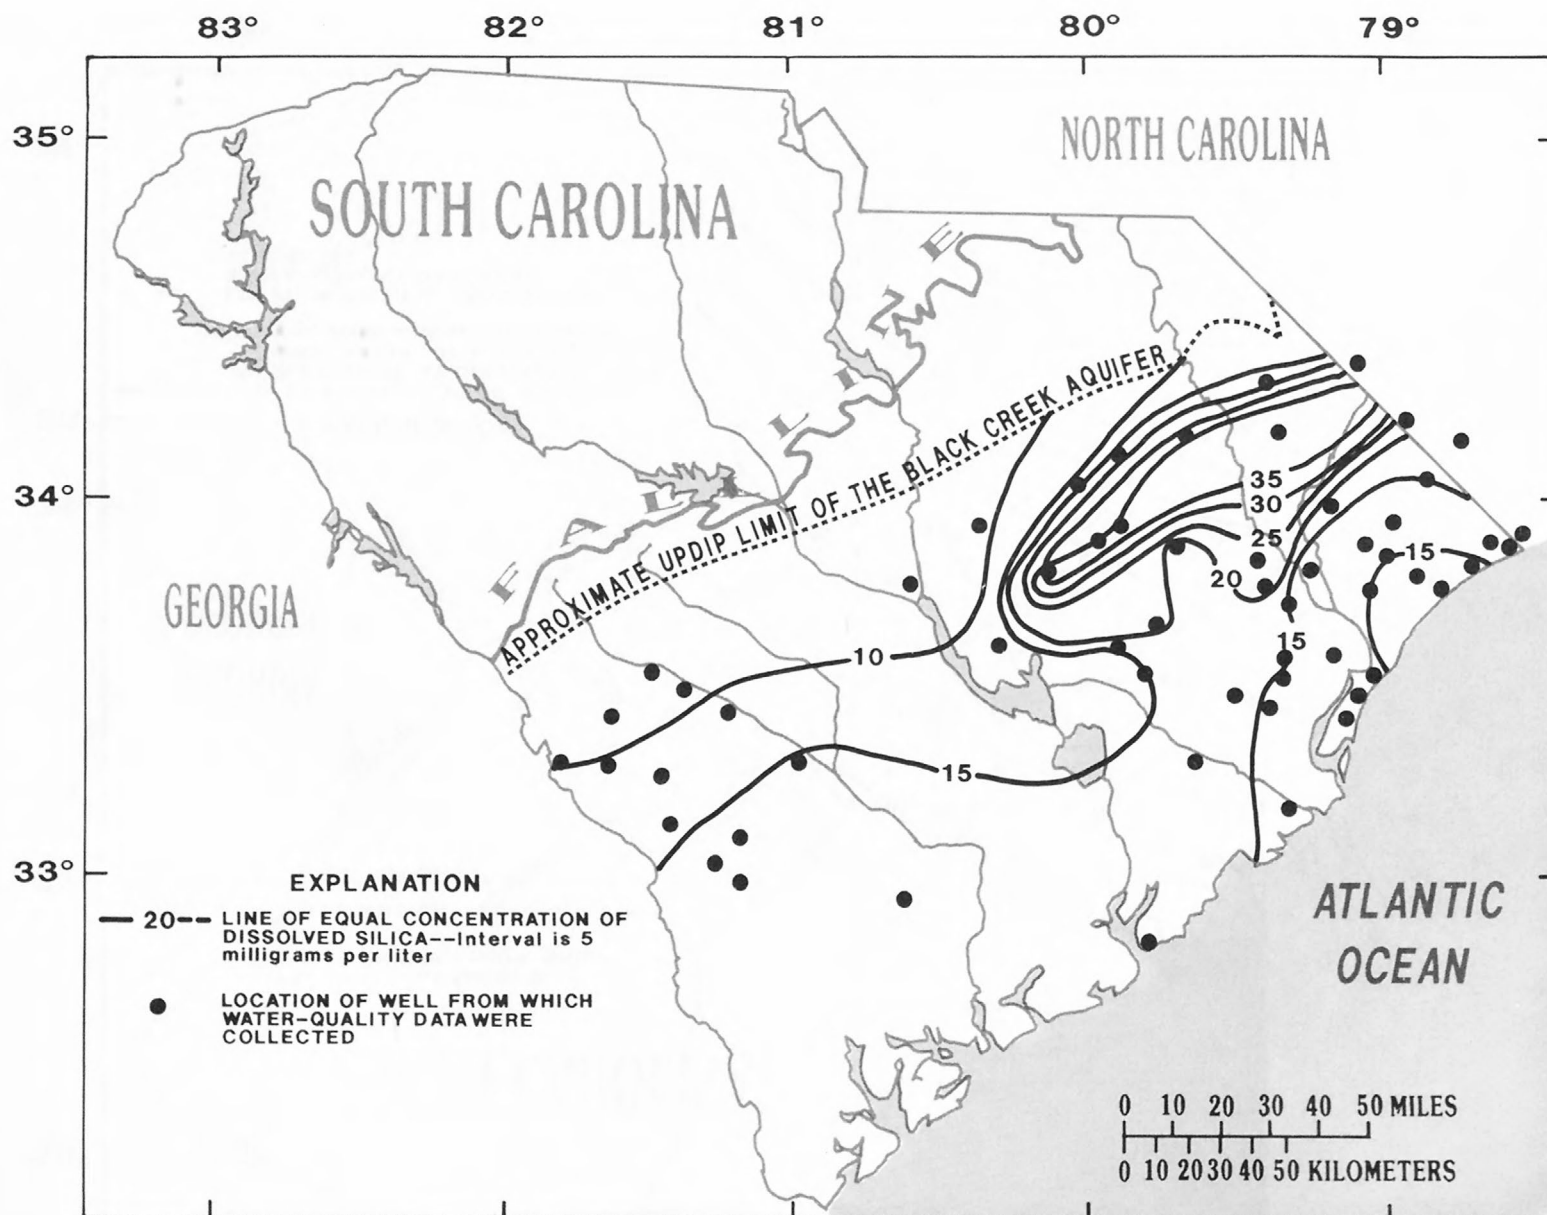 83° 82° 81° 80° 79°
35°
34°
33°
NORTH CAROLINA
SOUTH CAROLINA
GEORGIA
FALL LINE
APPROXIMATE UPDIP LIMIT OF THE BLACK CREEK AQUIFER
35
30
25
20
15
15
10
15
EXPLANATION
20 LINE OF EQUAL CONCENTRATION OF
DISSOLVED SILICA--Interval is 5
milligrams per liter
LOCATION OF WELL FROM WHICH
WATER-QUALITY DATA WERE
COLLECTED
ATLANTIC
OCEAN
0 10 20 30 40 50 MILES
0 10 20 30 40 50 KILOMETERS